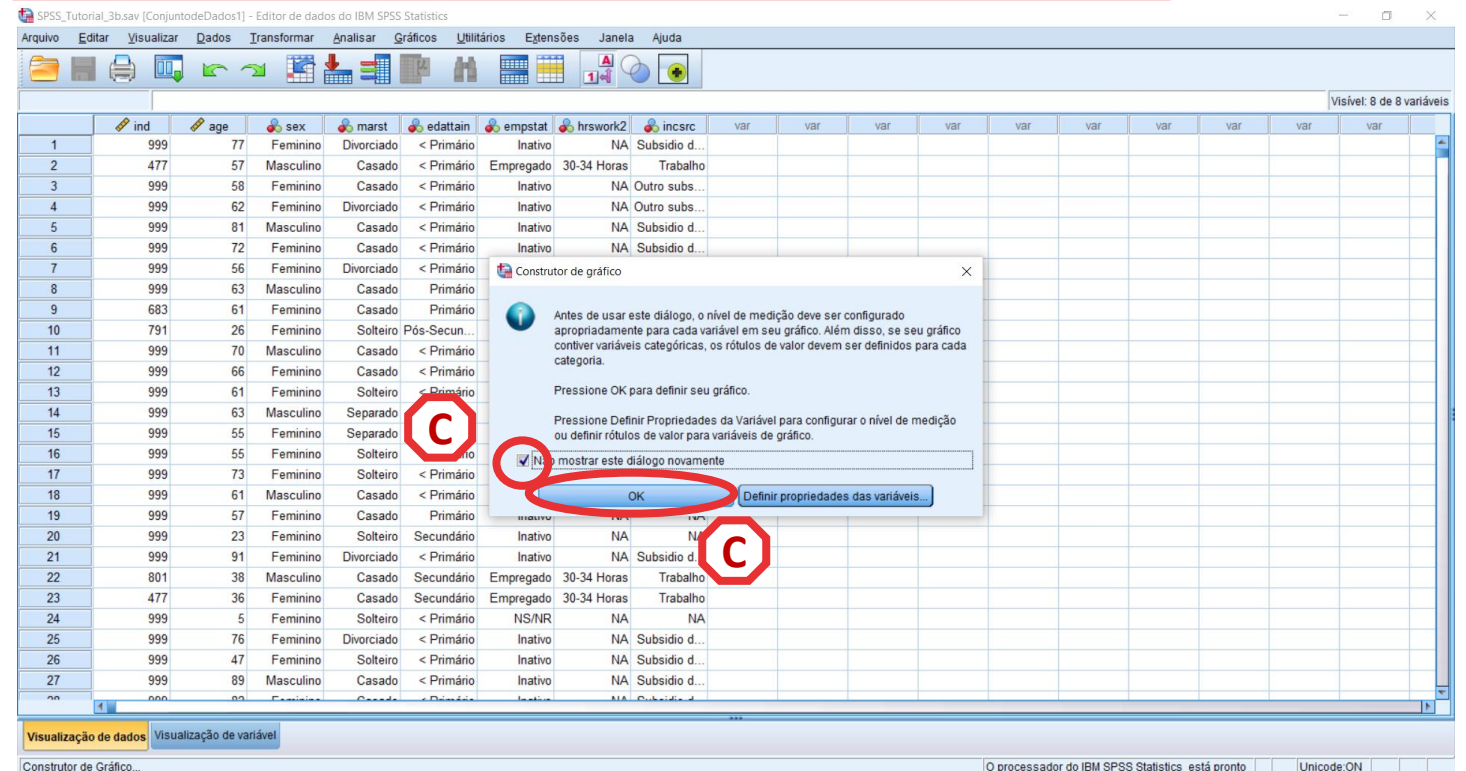 SPSS_Tutorial_3b.sav [ConjuntodeDados1] - Editor de dados do IBM SPSS Statistics
Arquivo Editar Visualizar Dados Transformar Analisar Gráficos Utilitários Extensões Janela Ajuda
Visível: 8 de 8 variáveis
ind age sex marst edattain empstat hrswork2 incsrc var var var var var var var var var var
1 999 77 Feminino Divorciado < Primário Inativo NA Subsidio d...
2 477 57 Masculino Casado < Primário Empregado 30-34 Horas Trabalho
3 999 58 Feminino Casado < Primário Inativo NA Outro subs...
4 999 62 Feminino Divorciado < Primário Inativo NA Outro subs...
5 999 81 Masculino Casado < Primário Inativo NA Subsidio d...
6 999 72 Feminino Casado < Primário Inativo NA Subsidio d...
7 999 56 Feminino Divorciado < Primário
8 999 63 Masculino Casado Primário
9 683 61 Feminino Casado Primário
10 791 26 Feminino Solteiro Pós-Secun...
11 999 70 Masculino Casado < Primário
12 999 66 Feminino Casado < Primário
13 999 61 Feminino Solteiro < Primário
14 999 63 Masculino Separado
15 999 55 Feminino Separado
16 999 55 Feminino Solteiro
17 999 73 Feminino Solteiro < Primário
18 999 61 Masculino Casado < Primário
19 999 57 Feminino Casado Primário Inativo NA NA
20 999 23 Feminino Solteiro Secundário Inativo NA
21 999 91 Feminino Divorciado < Primário Inativo NA Subsidio d...
22 801 38 Masculino Casado Secundário Empregado 30-34 Horas Trabalho
23 477 36 Feminino Casado Secundário Empregado 30-34 Horas Trabalho
24 999 5 Feminino Solteiro < Primário NS/NR NA NA
25 999 76 Feminino Divorciado < Primário Inativo NA Subsidio d...
26 999 47 Feminino Solteiro < Primário Inativo NA Subsidio d...
27 999 89 Masculino Casado < Primário Inativo NA Subsidio d...
Construtor de gráfico
Antes de usar este diálogo, o nível de medição deve ser configurado
apropriadamente para cada variável em seu gráfico. Além disso, se seu gráfico
contiver variáveis categóricas, os rótulos de valor devem ser definidos para cada
categoria.
Pressione OK para definir seu gráfico.
Pressione Definir Propriedades da Variável para configurar o nível de medição
ou definir rótulos de valor para variáveis de gráfico.
Não mostrar este diálogo novamente
OK Definir propriedades das variáveis...
C
C
Visualização de dados Visualização de variável
Construtor de Gráfico... O processador do IBM SPSS Statistics está pronto Unicode:ON